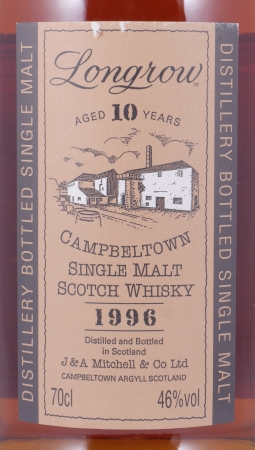 Longrow
AGED 10 YEARS
CAMPBELTOWN
SINGLE MALT
SCOTCH WHISKY
1996
Distilled and Bottled
in Scotland
J & A Mitchell & Co Ltd
CAMPBELTOWN ARGYLL SCOTLAND
70cl 46%vol
DISTILLERY BOTTLED SINGLE MALT
DISTILLERY BOTTLED SINGLE MALT